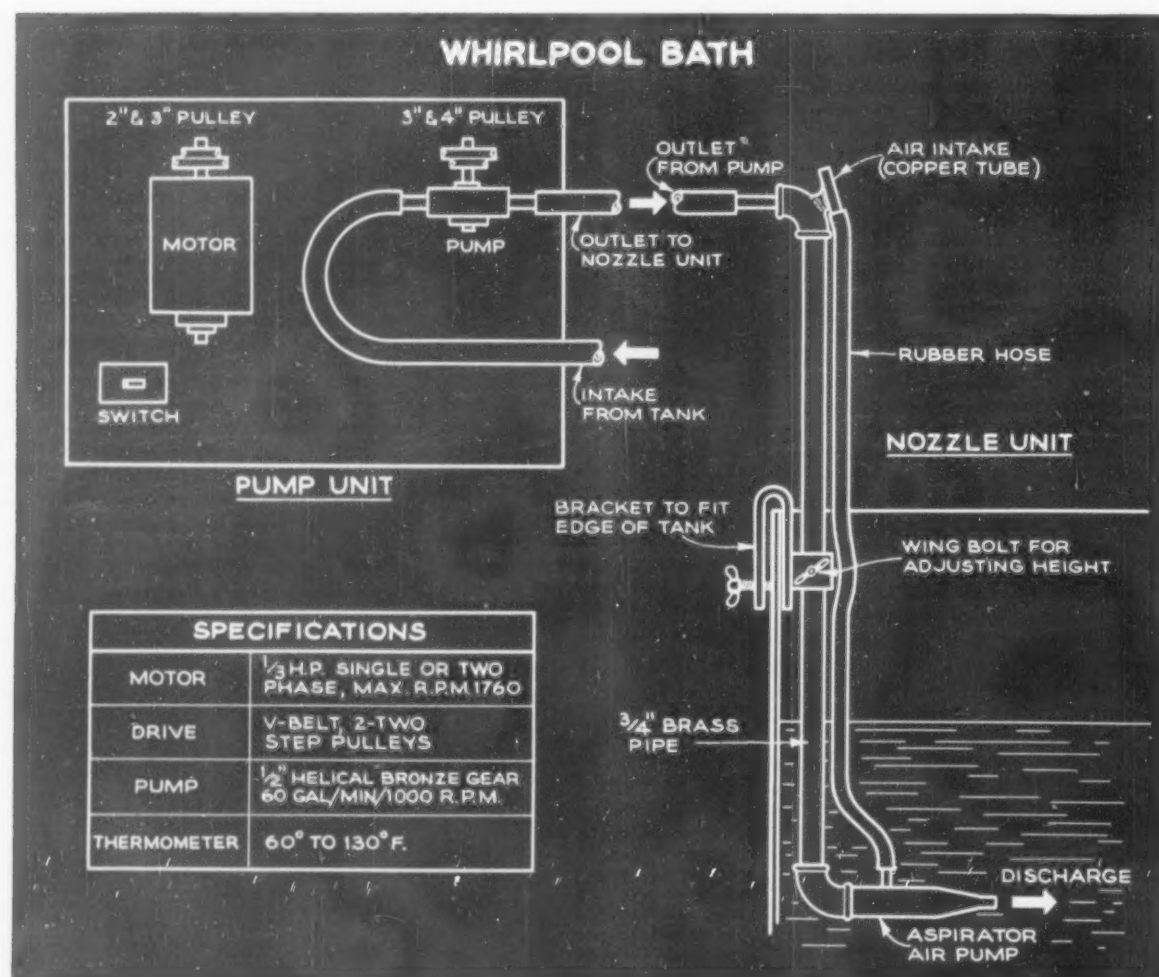 WHIRLPOOL BATH
2" & 3" PULLEY
3" & 4" PULLEY
MOTOR
PUMP
SWITCH
OUTLET TO
NOZZLE UNIT
INTAKE
FROM TANK
PUMP UNIT
OUTLET
FROM PUMP
AIR INTAKE
(COPPER TUBE)
RUBBER HOSE
NOZZLE UNIT
BRACKET TO FIT
EDGE OF TANK
WING BOLT FOR
ADJUSTING HEIGHT
3/4" BRASS
PIPE
DISCHARGE
ASPIRATOR
AIR PUMP
SPECIFICATIONS
MOTOR
1/3 H.P. SINGLE OR TWO
PHASE, MAX. R.P.M. 1760
DRIVE
V-BELT, 2-TWO
STEP PULLEYS
PUMP
1/2" HELICAL BRONZE GEAR
60 GAL/MIN/1000 R.P.M.
THERMOMETER
60° TO 130° F.